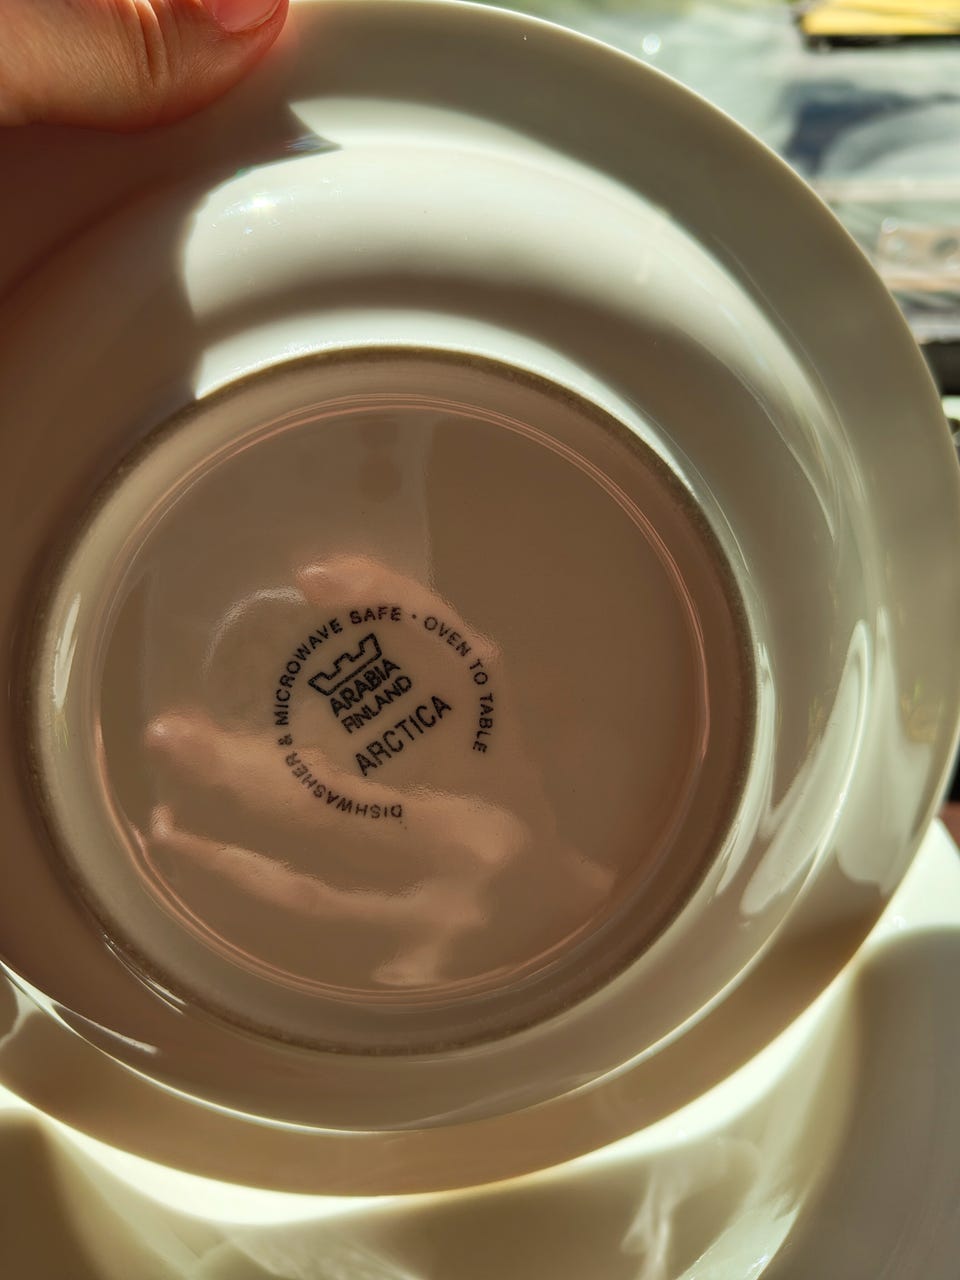 DISHWASHER & MICROWAVE SAFE · OVEN TO TABLE
ARABIA
FINLAND
ARCTICA